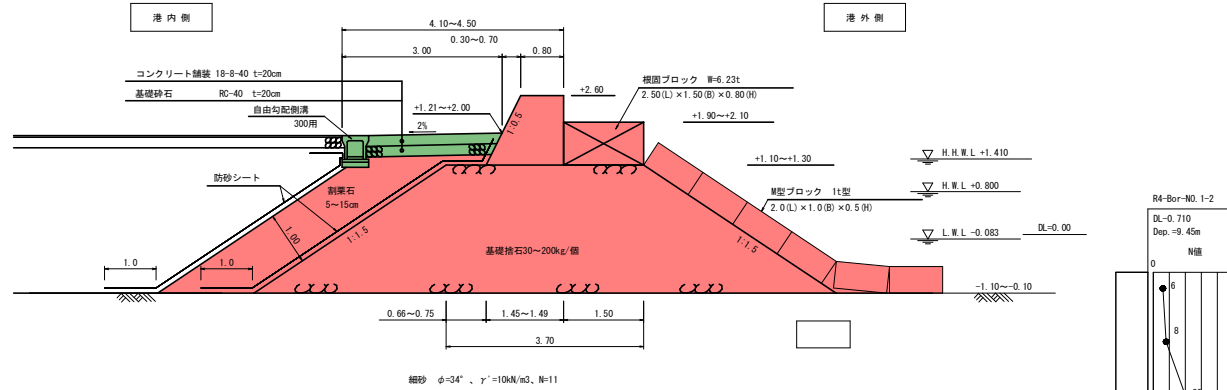 港内側
港外側
4.10～4.50
0.30～0.70
3.00
0.80
コンクリート舗装 18-8-40 t=20cm
基礎砕石 RC-40 t=20cm
自由勾配側溝
300用
+1.21～+2.00
2%
1:0.5
+2.60
根固ブロック W=6.23t
2.50(L)×1.50(B)×0.80(H)
+1.90～+2.10
+1.10～+1.30
H.H.W.L +1.410
H.W.L +0.800
L.W.L -0.083
DL=0.00
防砂シート
割栗石
5～15cm
1.00
1:1.5
M型ブロック 1t型
2.0(L)×1.0(B)×0.5(H)
基礎捨石30～200kg/個
1:1.5
1.0
1.0
-1.10～-0.10
0.66～0.75
1.45～1.49
1.50
3.70
細砂 φ=34°、γ'=10kN/m3、N=11
R4-Bor-NO.1-2
DL-0.710
Dep.=9.45m
N値
0
6
8